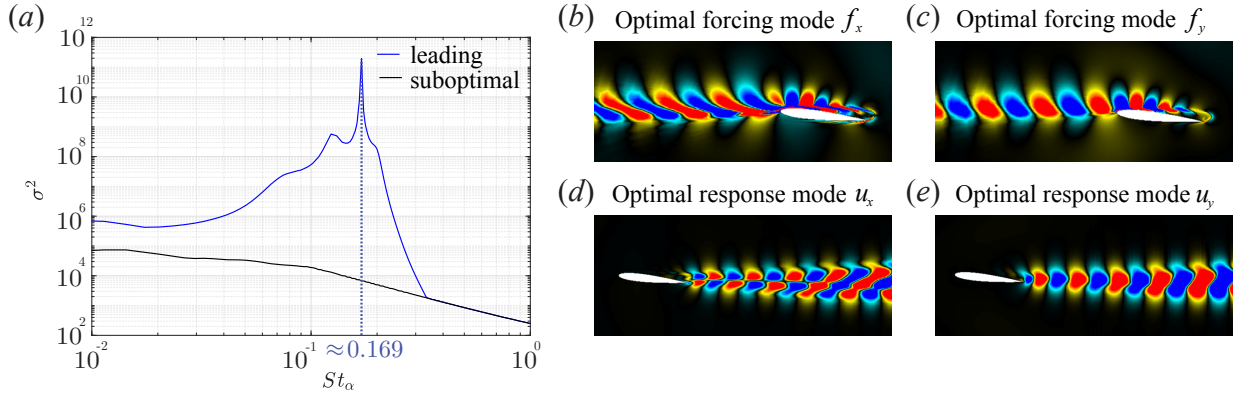 (a)
10^12
10^10
10^8
10^6
10^4
10^2
σ^2
leading
suboptimal
10^-2
10^-1
10^0
≈0.169
St_α
(b) Optimal forcing mode f_x
(c) Optimal forcing mode f_y
(d) Optimal response mode u_x
(e) Optimal response mode u_y